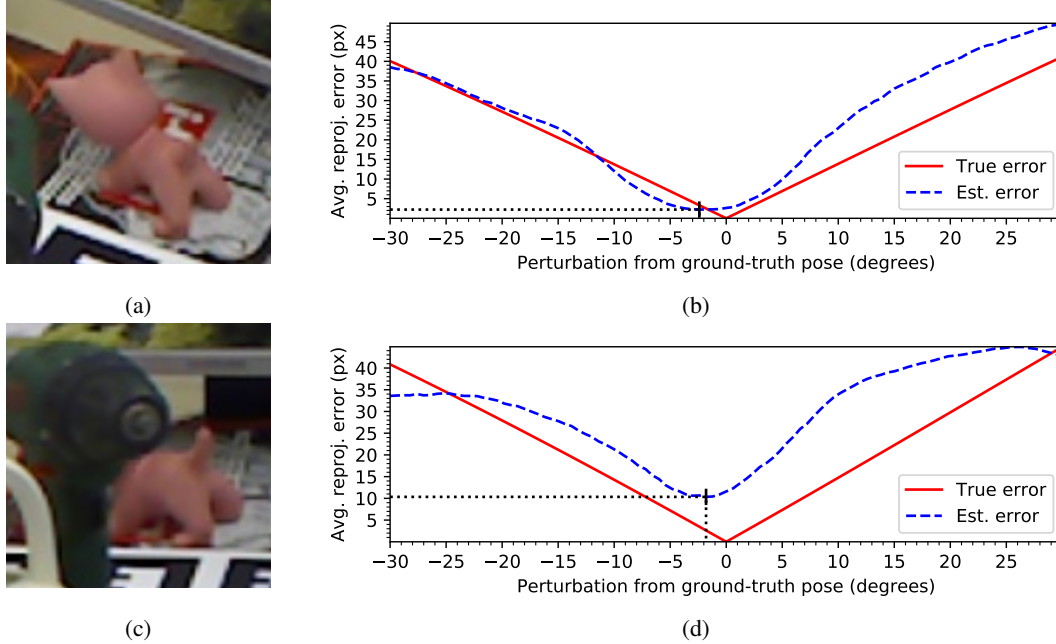 Avg. reproj. error (px)
45
40
35
30
25
20
15
10
5
True error
Est. error
−30 −25 −20 −15 −10 −5 0 5 10 15 20 25
Perturbation from ground-truth pose (degrees)
(a)
(b)
Avg. reproj. error (px)
40
35
30
25
20
15
10
5
True error
Est. error
−30 −25 −20 −15 −10 −5 0 5 10 15 20 25
Perturbation from ground-truth pose (degrees)
(c)
(d)